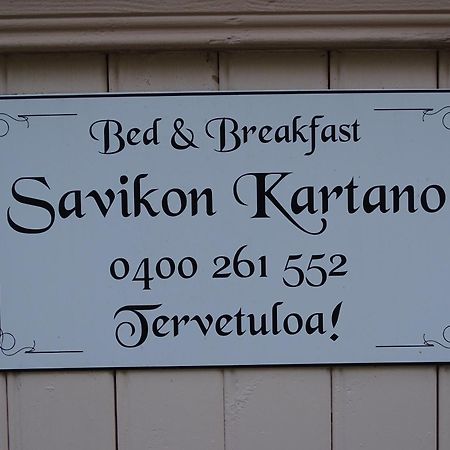 Bed & Breakfast
Savikon Kartano
0400 261 552
Tervetuloa!